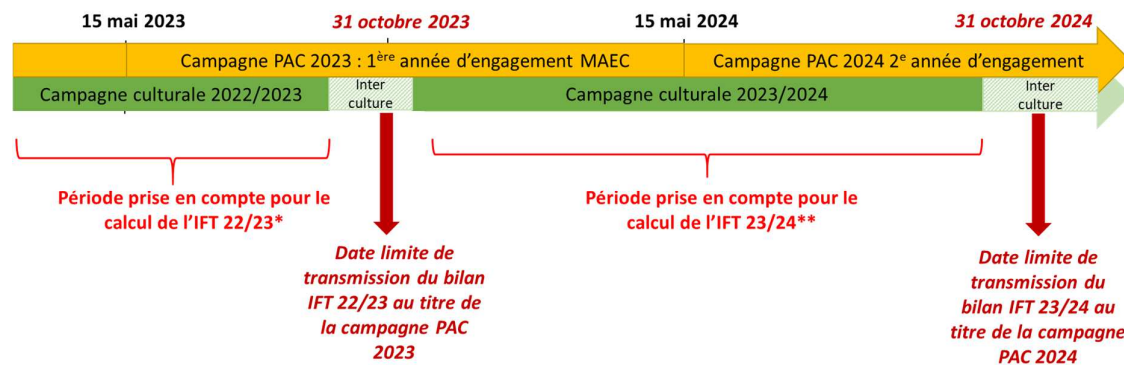 15 mai 2023
31 octobre 2023
15 mai 2024
31 octobre 2024
Campagne PAC 2023 : 1ère année d'engagement MAEC
Campagne PAC 2024 2e année d'engagement
Campagne culturale 2022/2023
Inter
culture
Campagne culturale 2023/2024
Inter
culture
Période prise en compte pour le
calcul de l'IFT 22/23*
Période prise en compte pour le
calcul de l'IFT 23/24**
Date limite de
transmission du bilan
IFT 22/23 au titre de
la campagne PAC
2023
Date limite de
transmission du
bilan IFT 23/24 au
titre de la campagne
PAC 2024